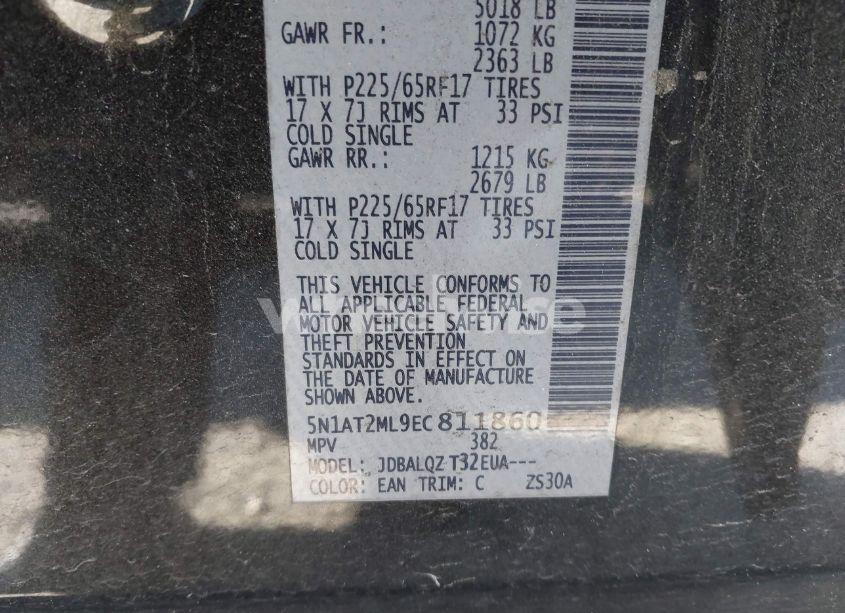 5018 LB
GAWR FR.: 1072 KG
2363 LB
WITH P225/65RF17 TIRES
17 X 7J RIMS AT 33 PSI
COLD SINGLE
GAWR RR.: 1215 KG
2679 LB
WITH P225/65RF17 TIRES
17 X 7J RIMS AT 33 PSI
COLD SINGLE
THIS VEHICLE CONFORMS TO
ALL APPLICABLE FEDERAL
MOTOR VEHICLE SAFETY AND
THEFT PREVENTION
STANDARDS IN EFFECT ON
THE DATE OF MANUFACTURE
SHOWN ABOVE.
5N1AT2ML9EC811860
MPV 382
MODEL: JDBALQZ T32EUA---
COLOR: EAN TRIM: C ZS30A